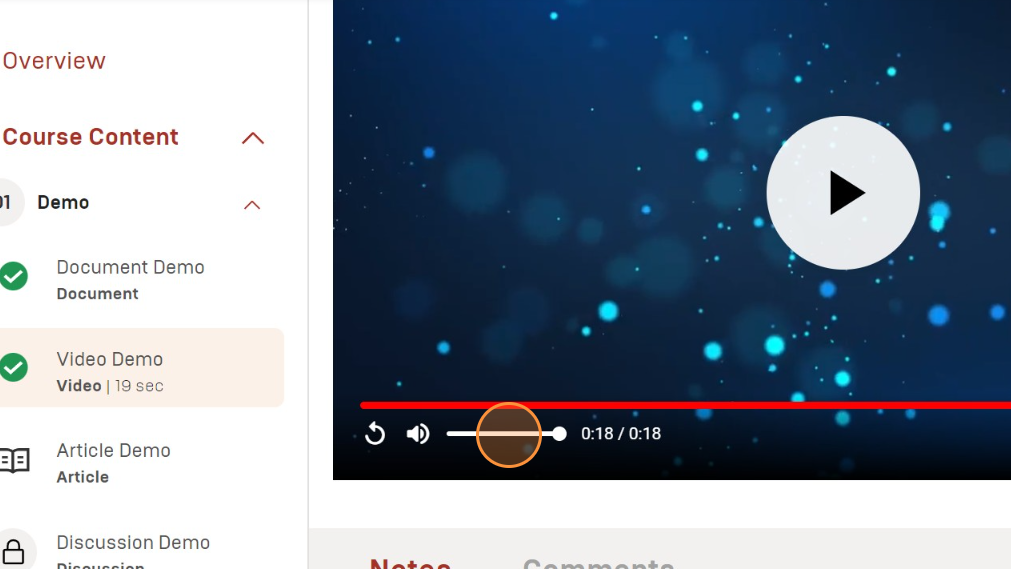 Overview
Course Content
01 Demo
Document Demo
Document
Video Demo
Video | 19 sec
Article Demo
Article
Discussion Demo
Discussion
0:18 / 0:18
Notes Comments